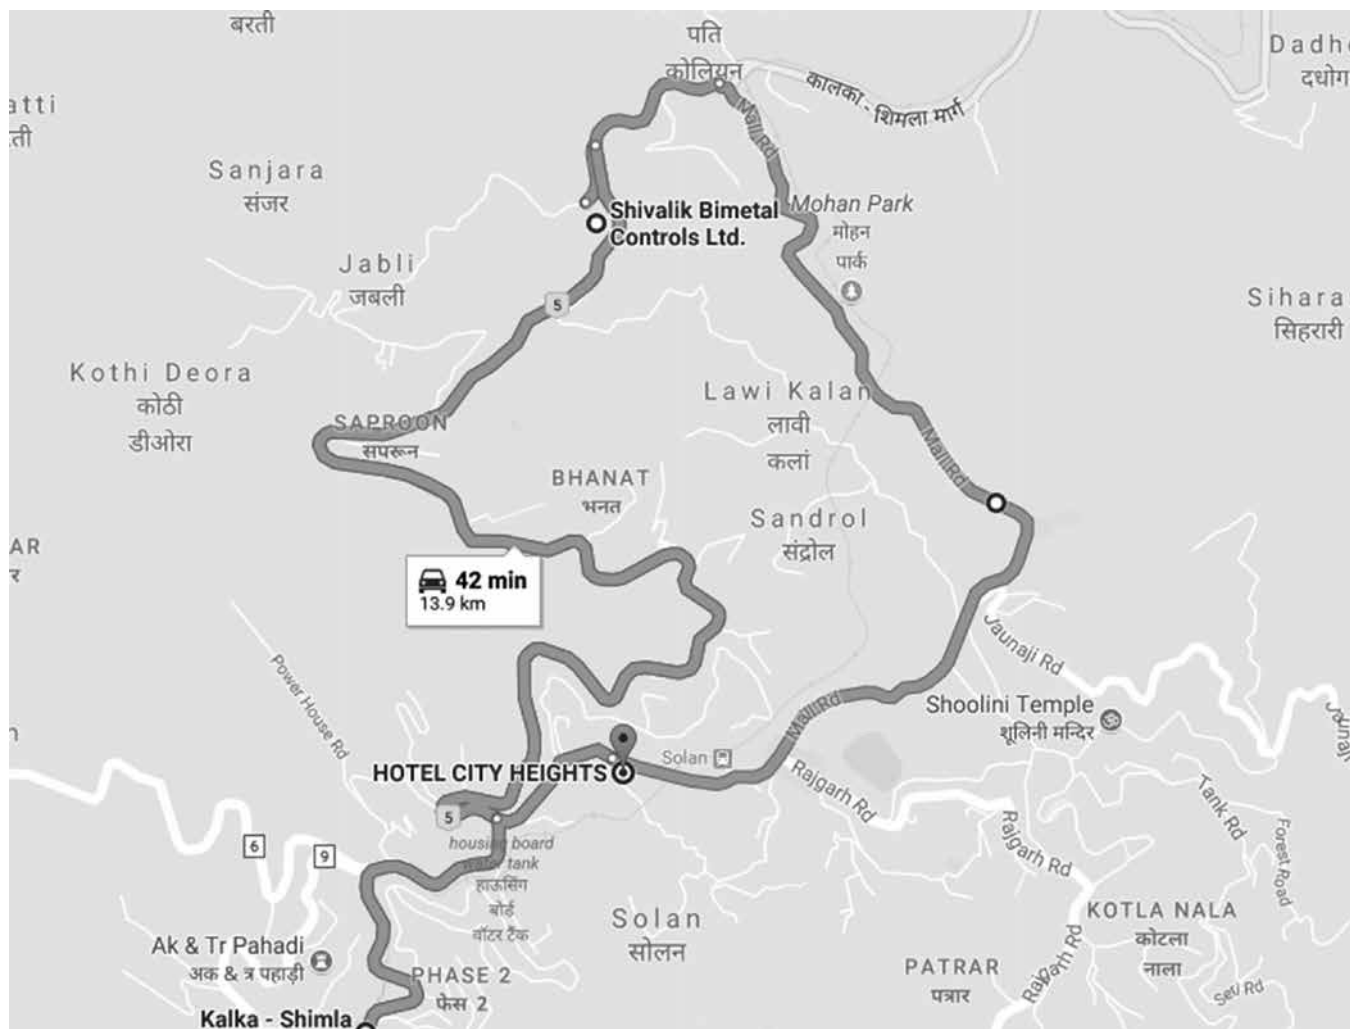 बरती
पति
कोलियन
कालका - शिमला मार्ग
Dadho
दधोग
atti
Mall Rd
Sanjara
संजर
Shivalik Bimetal
Controls Ltd.
Mohan Park
मोहन
पार्क
Jabli
जबली
5
Sihara
सिहरारी
Kothi Deora
कोठी
डीओरा
Lawi Kalan
लावी
कलां
SAPROON
सपरून
Mall Rd
BHANAT
भनत
Sandrol
संद्रोल
AR
र
42 min
13.9 km
Jaunaji Rd
Power House Rd
Shoolini Temple
शूलिनी मन्दिर
Mall Rd
Solan
HOTEL CITY HEIGHTS
Rajgarh Rd
Tank Rd
5
6
9
housing board
water tank
हाऊसिंग
बोर्ड
वॉटर टैंक
Rajgarh Rd
Forest Road
Solan
सोलन
KOTLA NALA
कोटला
नाला
Ak & Tr Pahadi
अक & त्र पहाड़ी
PHASE 2
फेस 2
PATRAR
पत्रार
Rajgarh Rd
Ser Rd
Kalka - Shimla